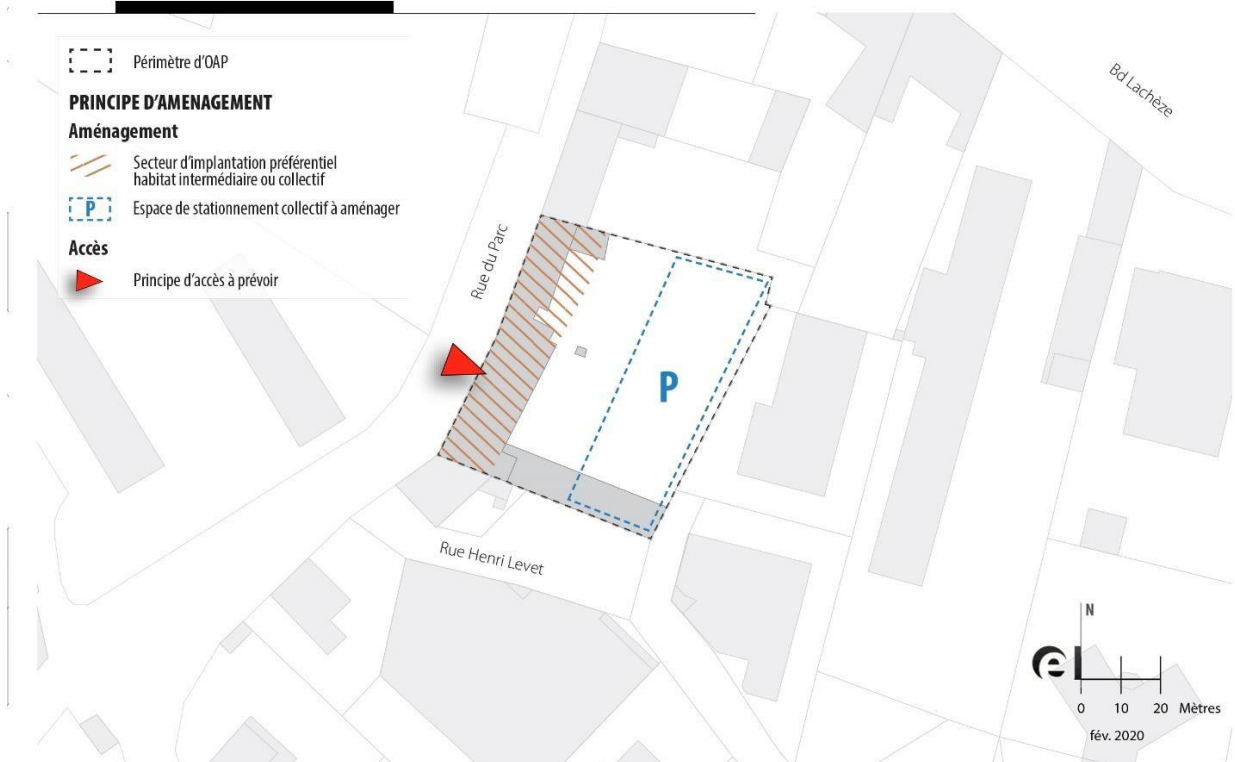 Périmètre d'OAP
PRINCIPE D'AMENAGEMENT
Aménagement
Secteur d'implantation préférentiel
habitat intermédiaire ou collectif
P
Espace de stationnement collectif à aménager
Accès
Principe d'accès à prévoir
Bd Lachèze
Rue du Parc
P
Rue Henri Levet
N
e
0 10 20 Mètres
fév. 2020